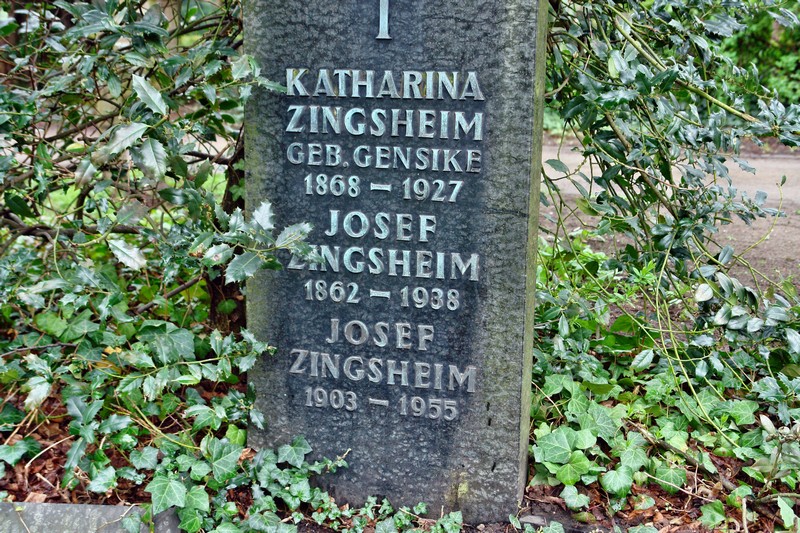 KATHARINA
ZINGSHEIM
GEB. GENSIKE
1868 – 1927
JOSEF
ZINGSHEIM
1862 – 1938
JOSEF
ZINGSHEIM
1903 – 1955